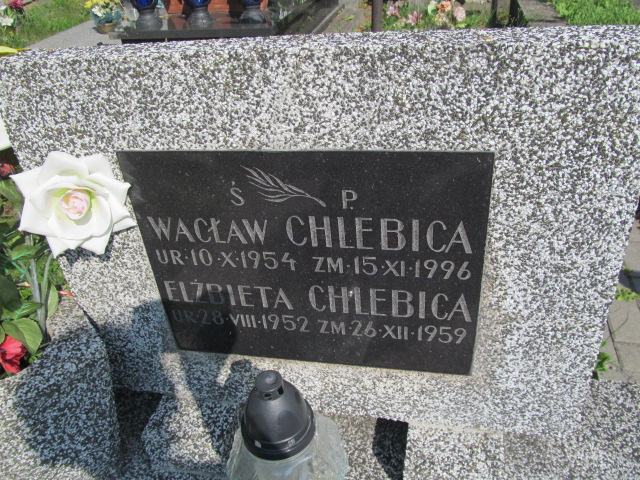 Ś P.
WACŁAW CHLEBICA
UR·10·X·1954 ZM·15·XI·1996
ELŻBIETA CHLEBICA
UR·28·VIII·1952 ZM·26·XII·1959